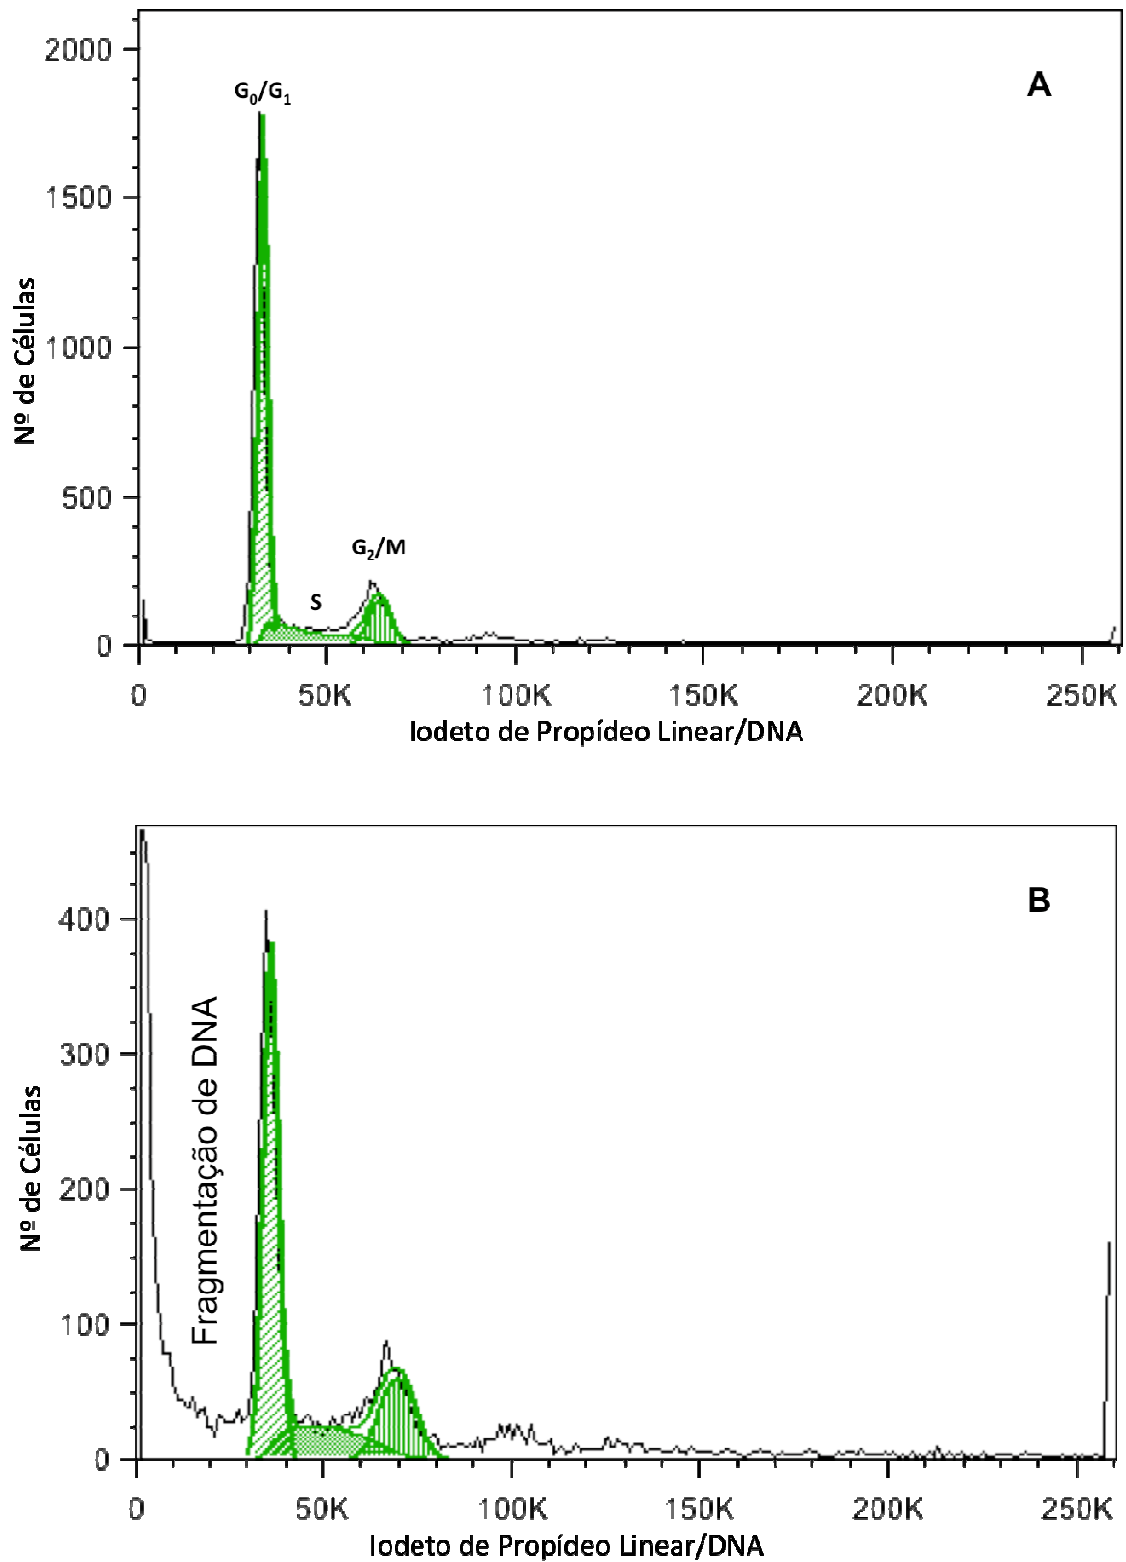 A
2000
1500
1000
500
0
Nº de Células
G0/G1
S
G2/M
0 50K 100K 150K 200K 250K
Iodeto de Propídeo Linear/DNA
B
400
300
200
100
0
Nº de Células
Fragmentação de DNA
0 50K 100K 150K 200K 250K
Iodeto de Propídeo Linear/DNA